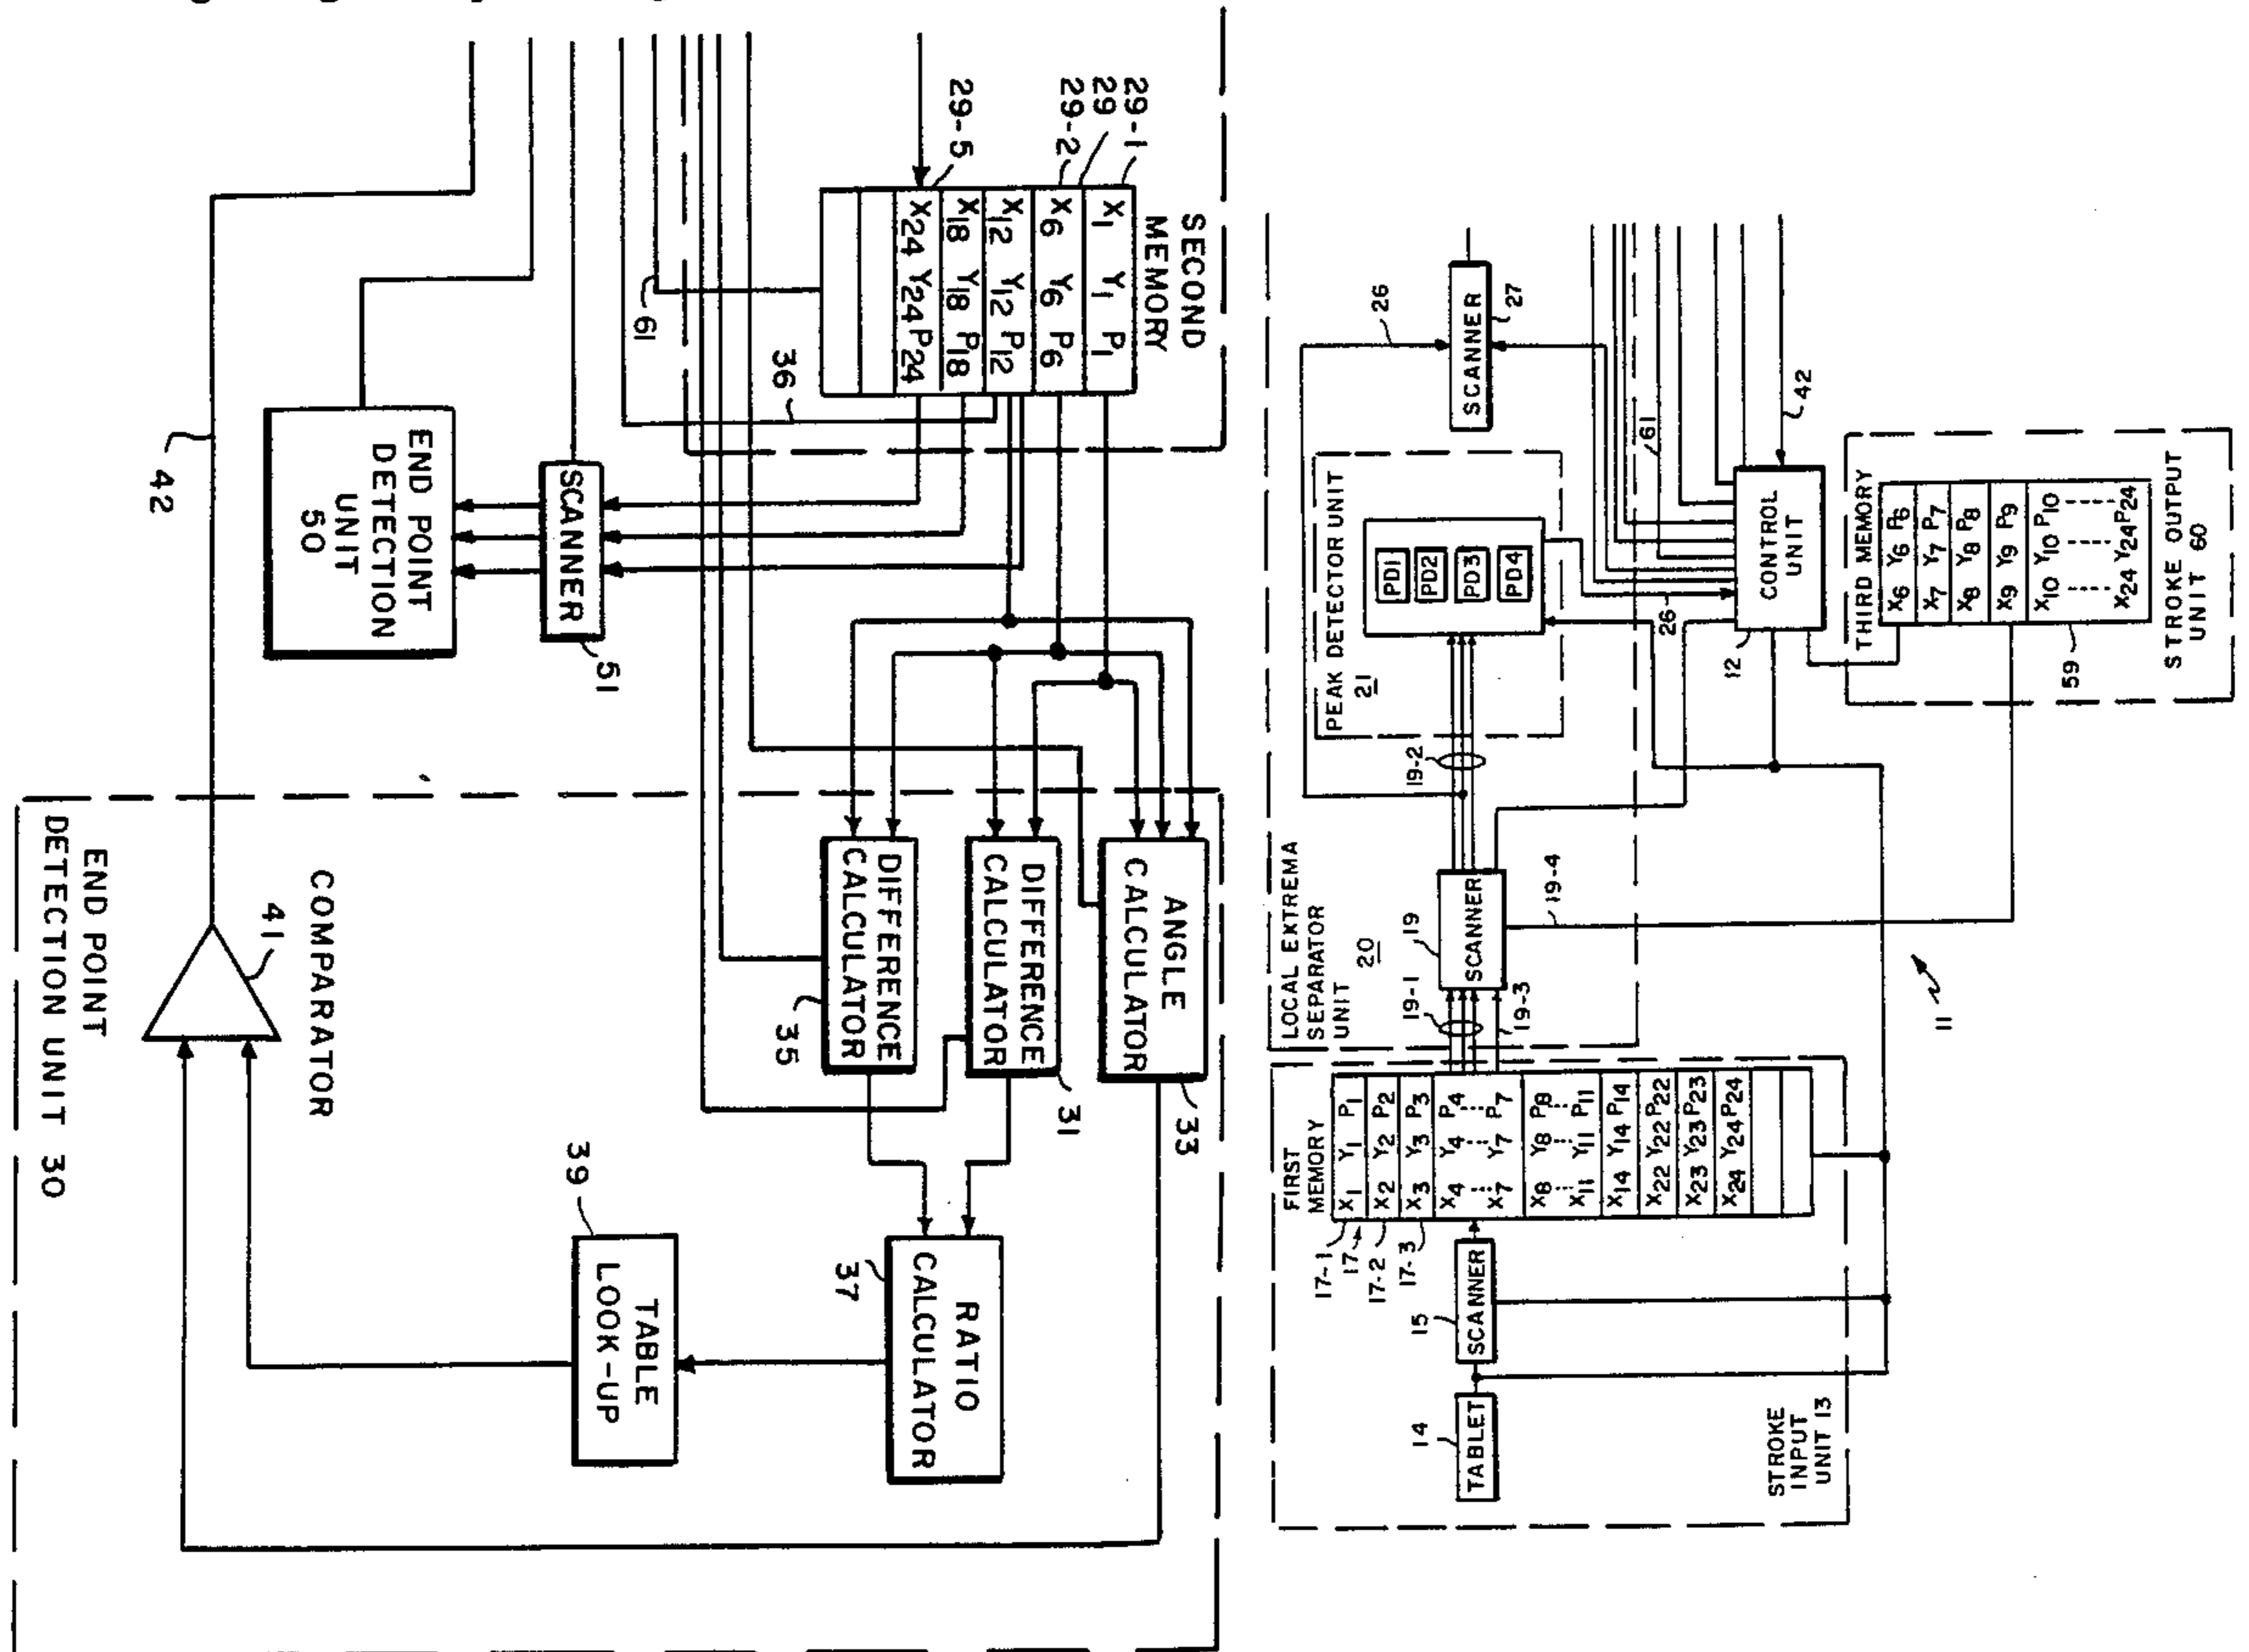 SECOND
MEMORY
29-1
29
29-2
29-5
X1 Y1 P1
X6 Y6 P6
X12 Y12 P12
X18 Y18 P18
X24 Y24 P24
61
36
SCANNER
51
END POINT
DETECTION
UNIT
50
42
ANGLE
CALCULATOR
33
DIFFERENCE
CALCULATOR
31
DIFFERENCE
CALCULATOR
35
RATIO
CALCULATOR
37
TABLE
LOOK-UP
39
COMPARATOR
41
END POINT
DETECTION UNIT 30
STROKE
INPUT
UNIT 13
TABLET
14
SCANNER
15
FIRST
MEMORY
17-1
17
17-2
17-3
X1 Y1 P1
X2 Y2 P2
X3 Y3 P3
X4 Y4 P4
X7 Y7 P7
X8 Y8 P8
X11 Y11 P11
X14 Y14 P14
X22 Y22 P22
X23 Y23 P23
X24 Y24 P24
11
LOCAL EXTREMA
SEPARATOR
UNIT
20
19-1
19-3
SCANNER
19
19-4
19-2
PEAK DETECTOR UNIT
21
PD1
PD2
PD3
PD4
26
26
SCANNER
27
61
42
CONTROL
UNIT
12
THIRD MEMORY
X6 Y6 P6
X7 Y7 P7
X8 Y8 P8
X9 Y9 P9
X10 Y10 P10
X24 Y24 P24
59
STROKE OUTPUT
UNIT 60